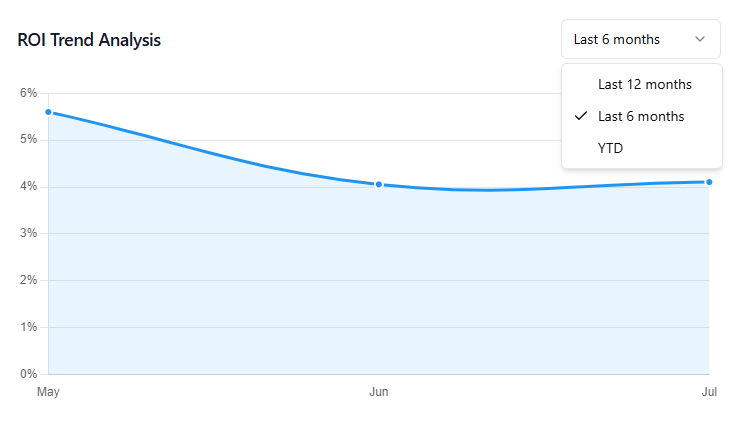 ROI Trend Analysis
Last 6 months
Last 12 months
Last 6 months
YTD
6%
5%
4%
3%
2%
1%
0%
May Jun Jul